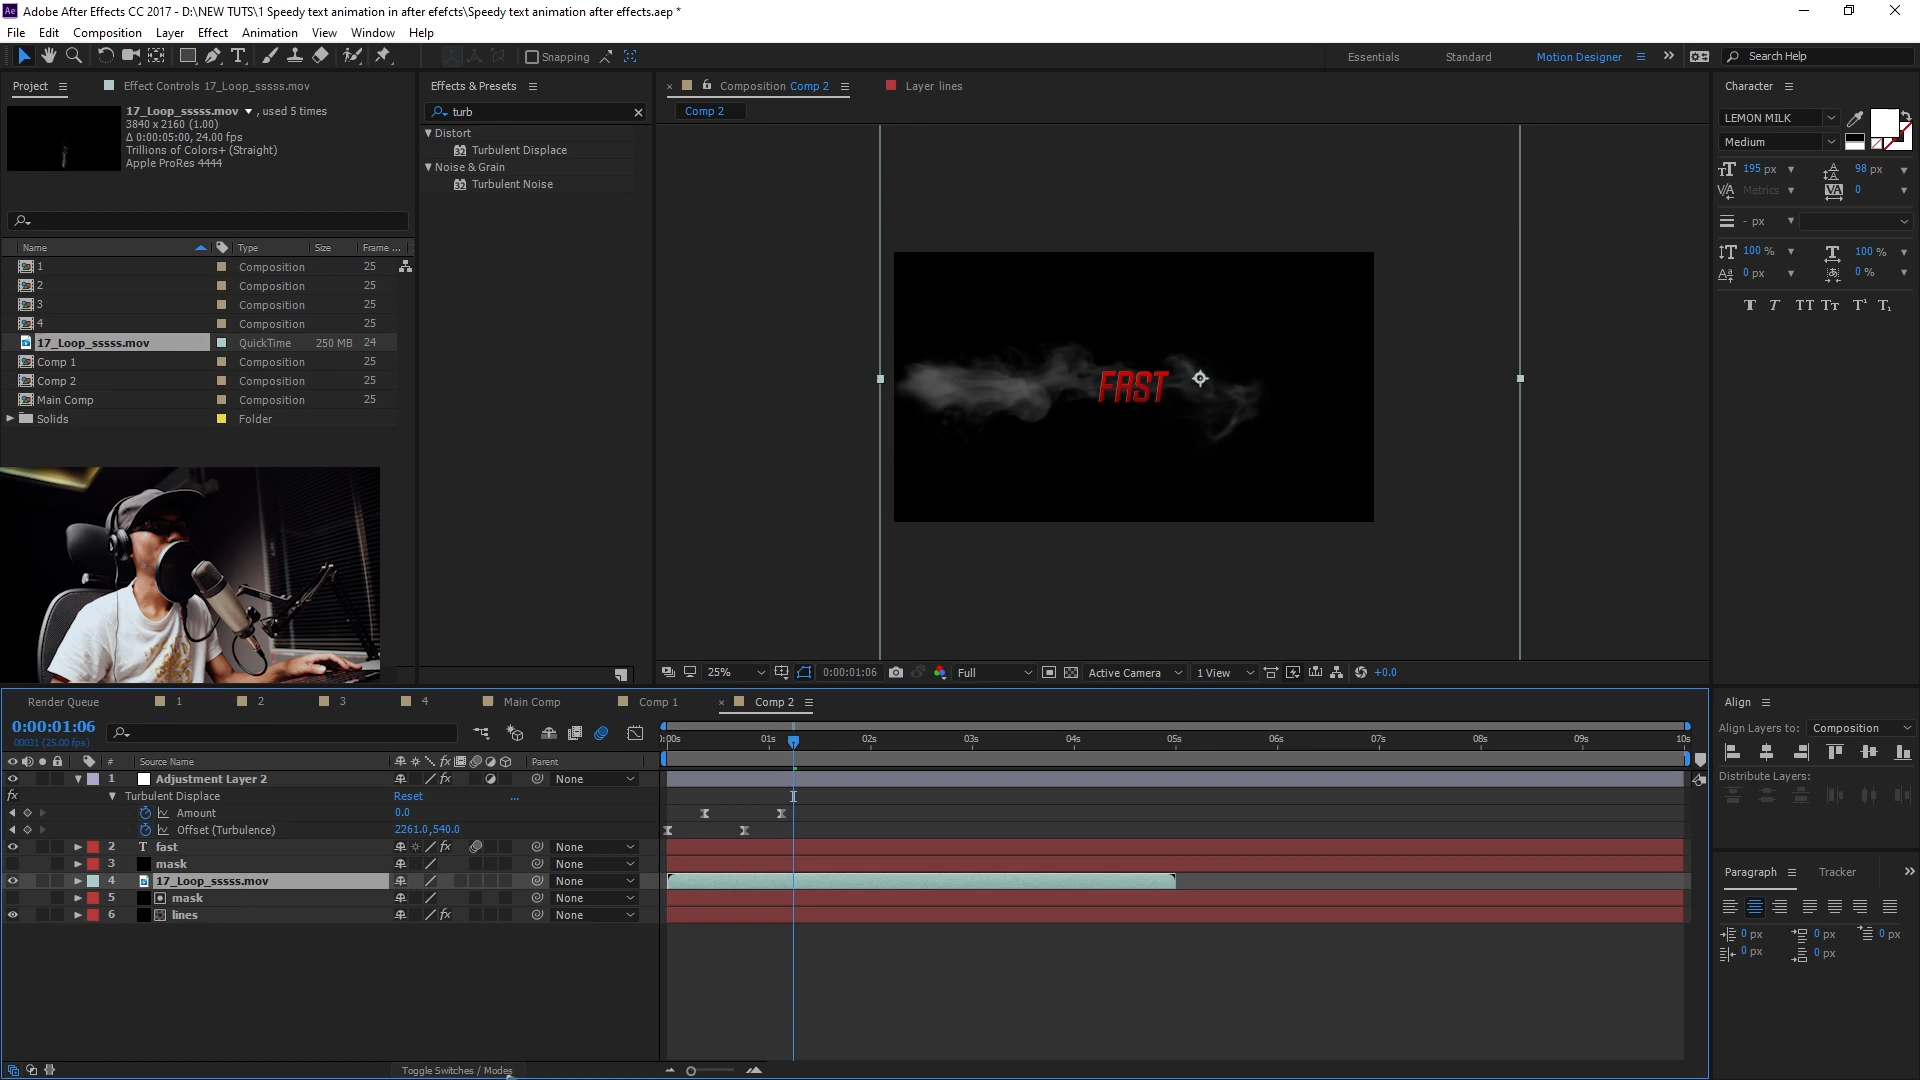 Adobe After Effects CC 2017 - D:\NEW TUTS\1 Speedy text animation in after efefcts\Speedy text animation after effects.aep *
File Edit Composition Layer Effect Animation View Window Help
Snapping
Essentials Standard Motion Designer Search Help
Project Effect Controls 17_Loop_sssss.mov
17_Loop_sssss.mov , used 5 times
3840 x 2160 (1.00)
Δ 0:00:05:00, 24.00 fps
Trillions of Colors+ (Straight)
Apple ProRes 4444
Name Type Size Frame ...
1 Composition 25
2 Composition 25
3 Composition 25
4 Composition 25
17_Loop_sssss.mov QuickTime 250 MB 24
Comp 1 Composition 25
Comp 2 Composition 25
Main Comp Composition 25
Solids Folder
Effects & Presets
turb
Distort
Turbulent Displace
Noise & Grain
Turbulent Noise
Composition Comp 2 Layer lines
Comp 2
FAST
25% 0:00:01:06 Full Active Camera 1 View +0.0
Character
LEMON MILK
Medium
195 px 98 px
Metrics 0
- px
100 % 100 %
0 px 0 %
Render Queue 1 2 3 4 Main Comp Comp 1 Comp 2
0:00:01:06
00031 (25.00 fps)
# Source Name Parent
:00s 01s 02s 03s 04s 05s 06s 07s 08s 09s 10s
1 Adjustment Layer 2 None
Turbulent Displace Reset ...
Amount 0.0
Offset (Turbulence) 2261.0,540.0
2 fast None
3 mask None
4 17_Loop_sssss.mov None
5 mask None
6 lines None
Toggle Switches / Modes
Align
Align Layers to: Composition
Distribute Layers:
Paragraph Tracker
0 px 0 px 0 px
0 px 0 px